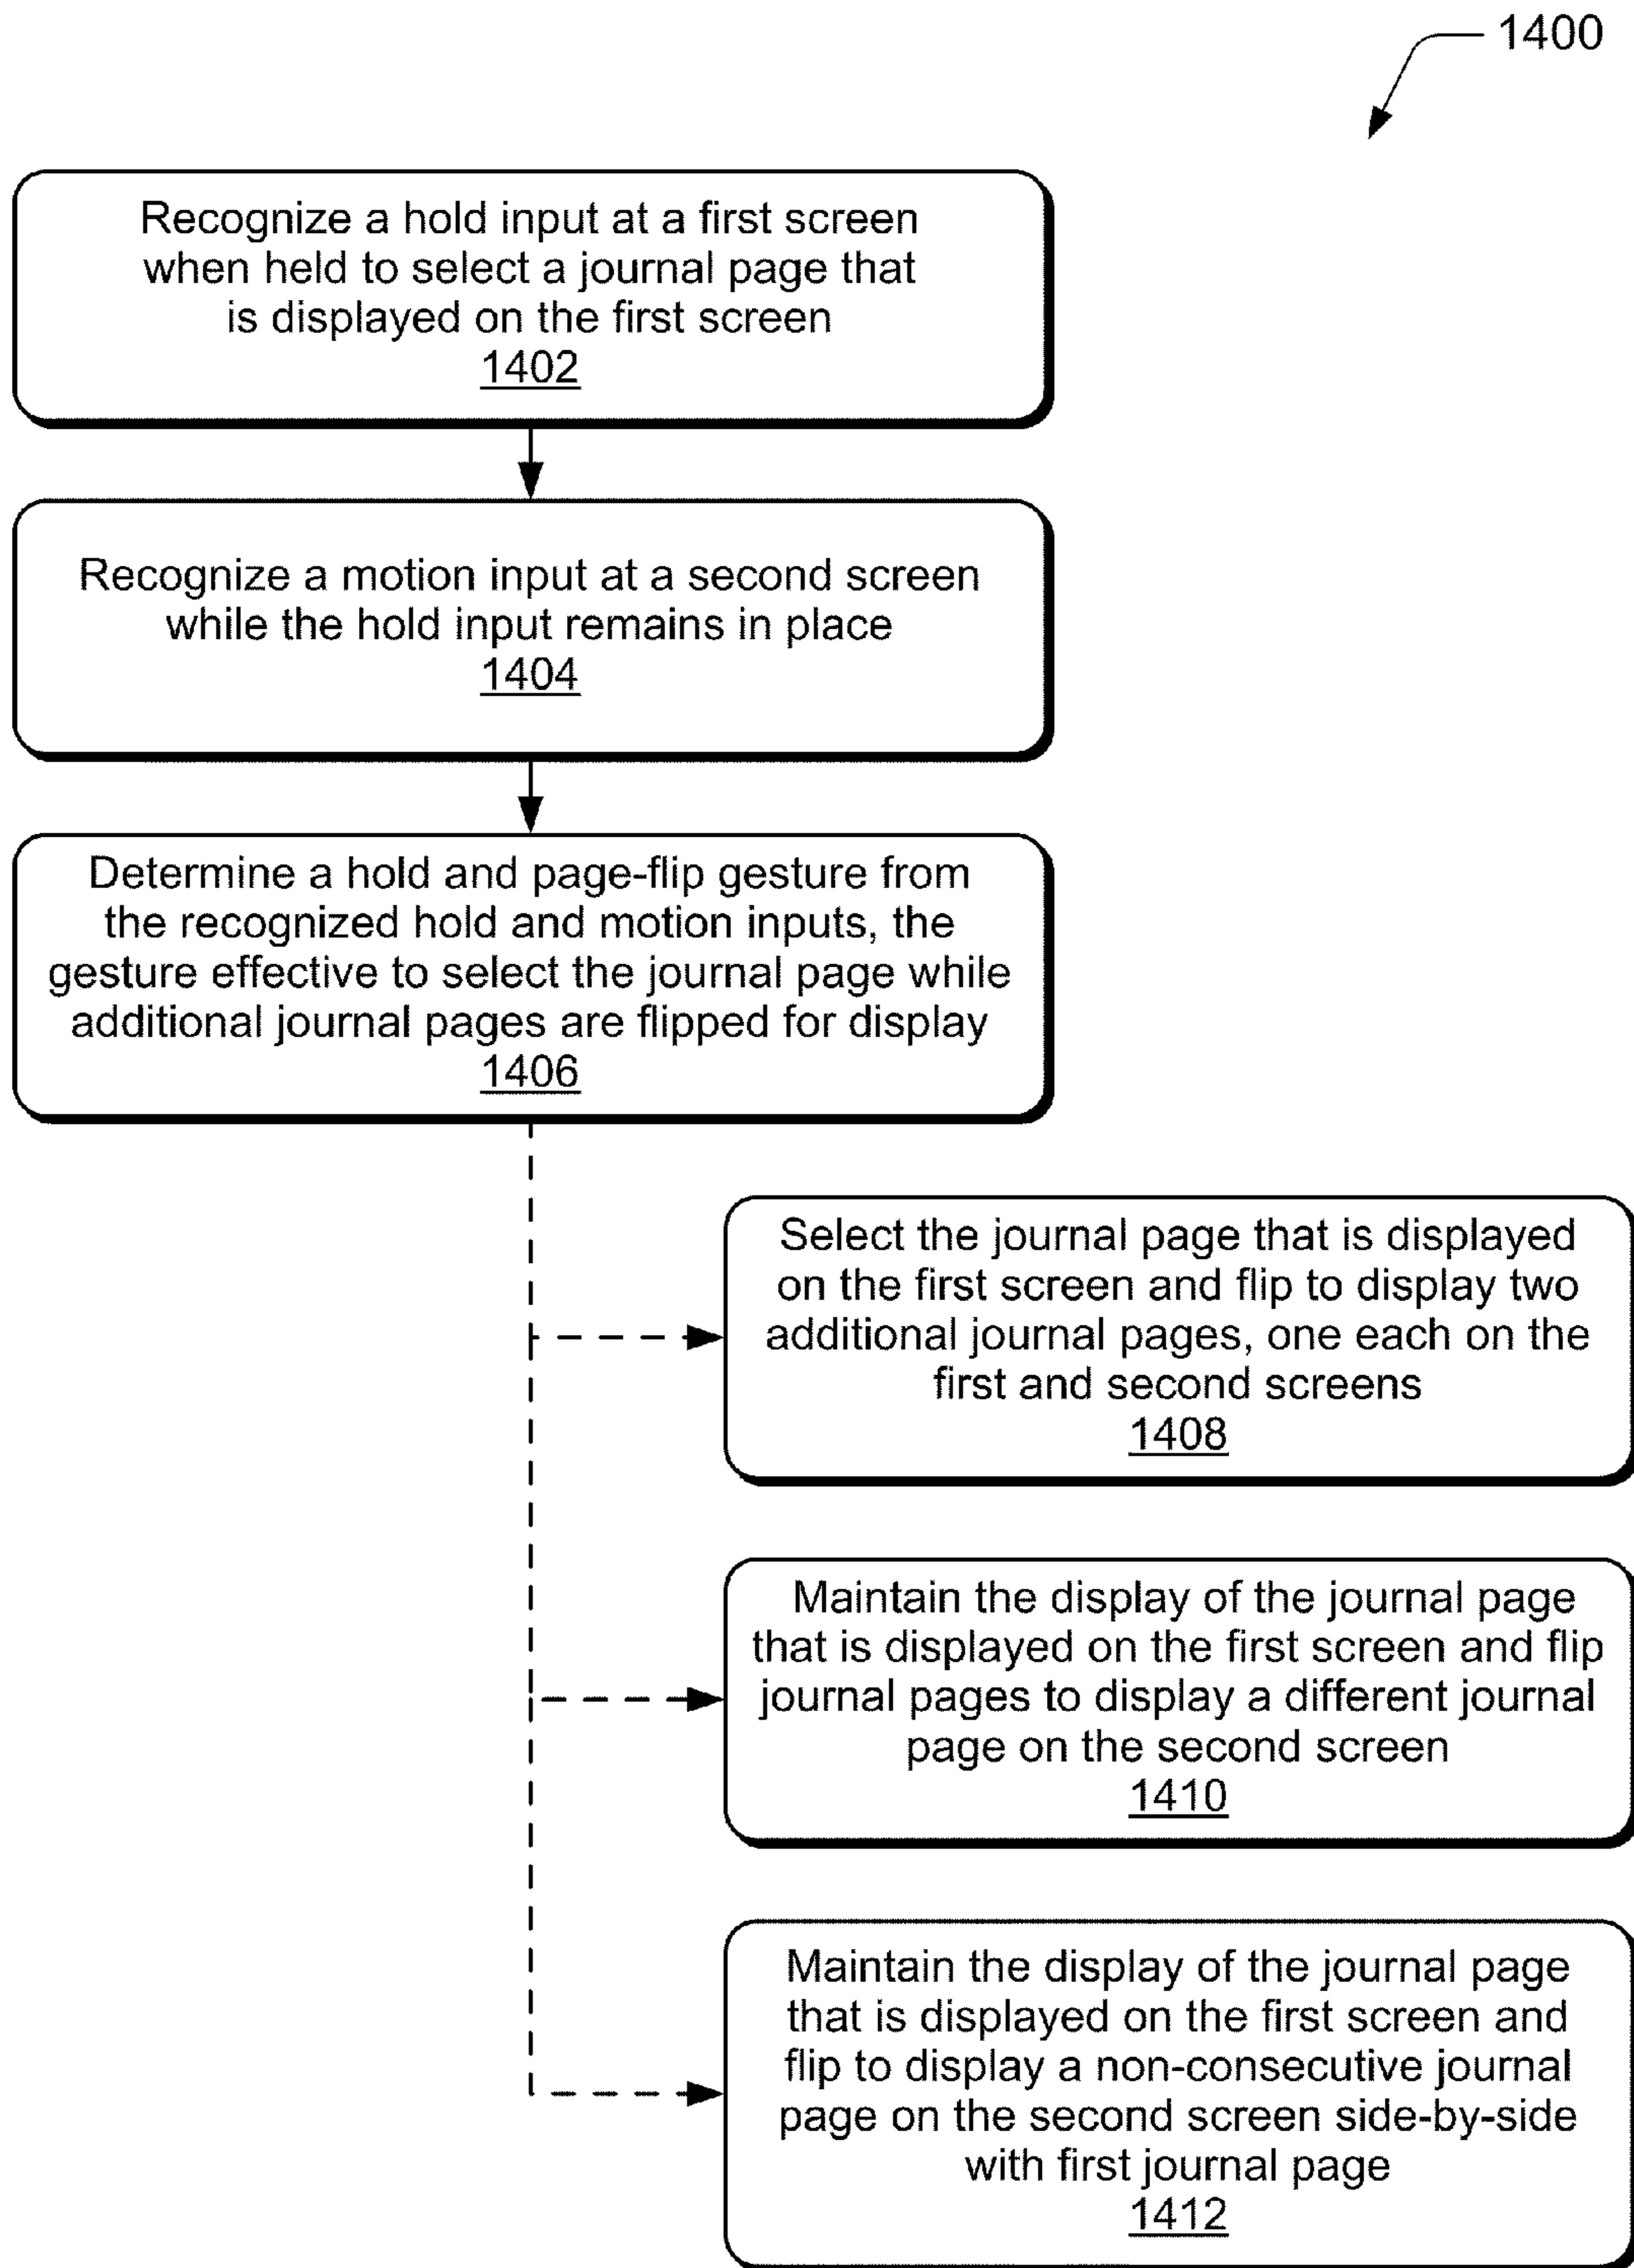 1400
Recognize a hold input at a first screen
when held to select a journal page that
is displayed on the first screen
1402
Recognize a motion input at a second screen
while the hold input remains in place
1404
Determine a hold and page-flip gesture from
the recognized hold and motion inputs, the
gesture effective to select the journal page while
additional journal pages are flipped for display
1406
Select the journal page that is displayed
on the first screen and flip to display two
additional journal pages, one each on the
first and second screens
1408
Maintain the display of the journal page
that is displayed on the first screen and flip
journal pages to display a different journal
page on the second screen
1410
Maintain the display of the journal page
that is displayed on the first screen and
flip to display a non-consecutive journal
page on the second screen side-by-side
with first journal page
1412